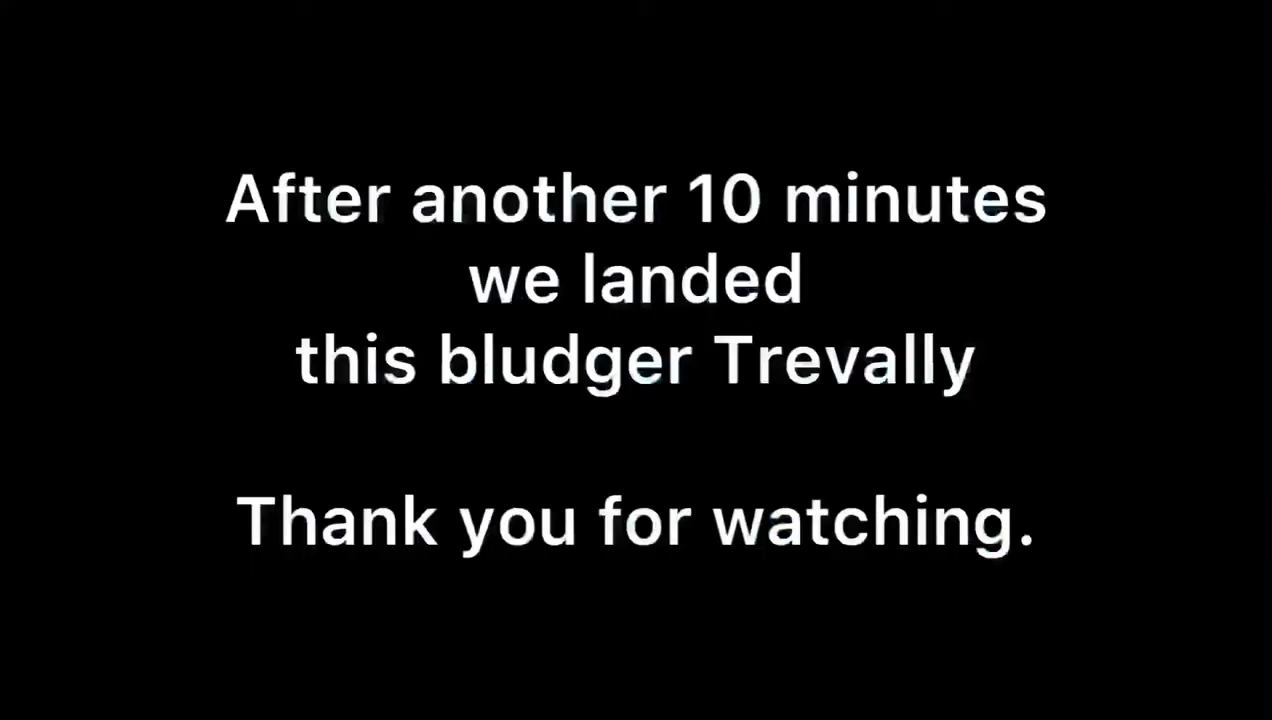 After another 10 minutes
we landed
this bludger Trevally
Thank you for watching.